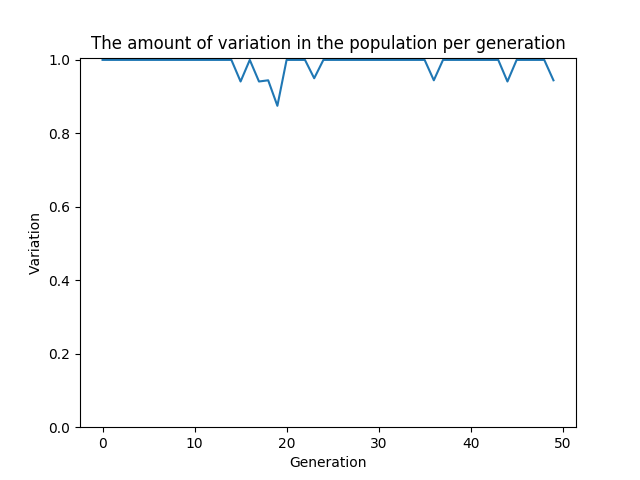 The amount of variation in the population per generation
1.0
0.8
0.6
0.4
0.2
0.0
Variation
0 10 20 30 40 50
Generation